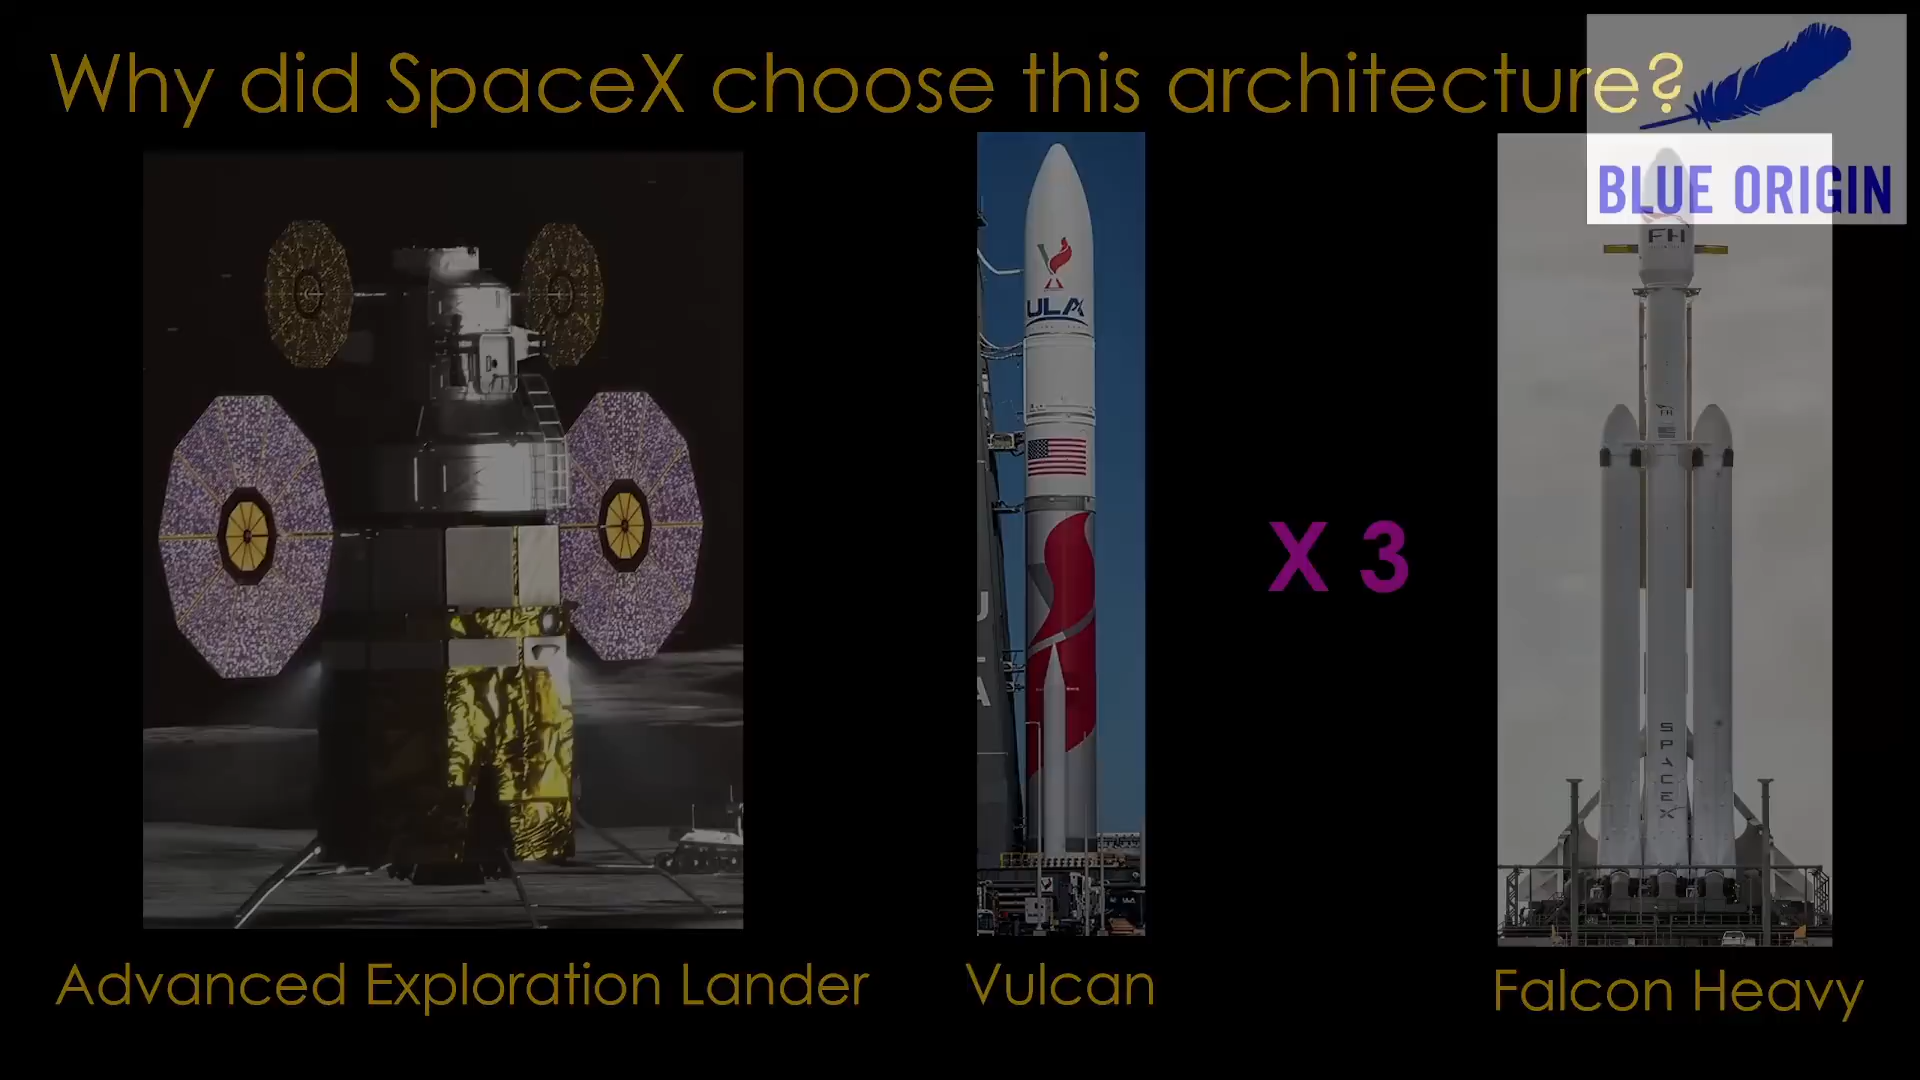 Why did SpaceX choose this architecture?
BLUE ORIGIN
FH
ULA
X 3
SPACEX
Advanced Exploration Lander
Vulcan
Falcon Heavy